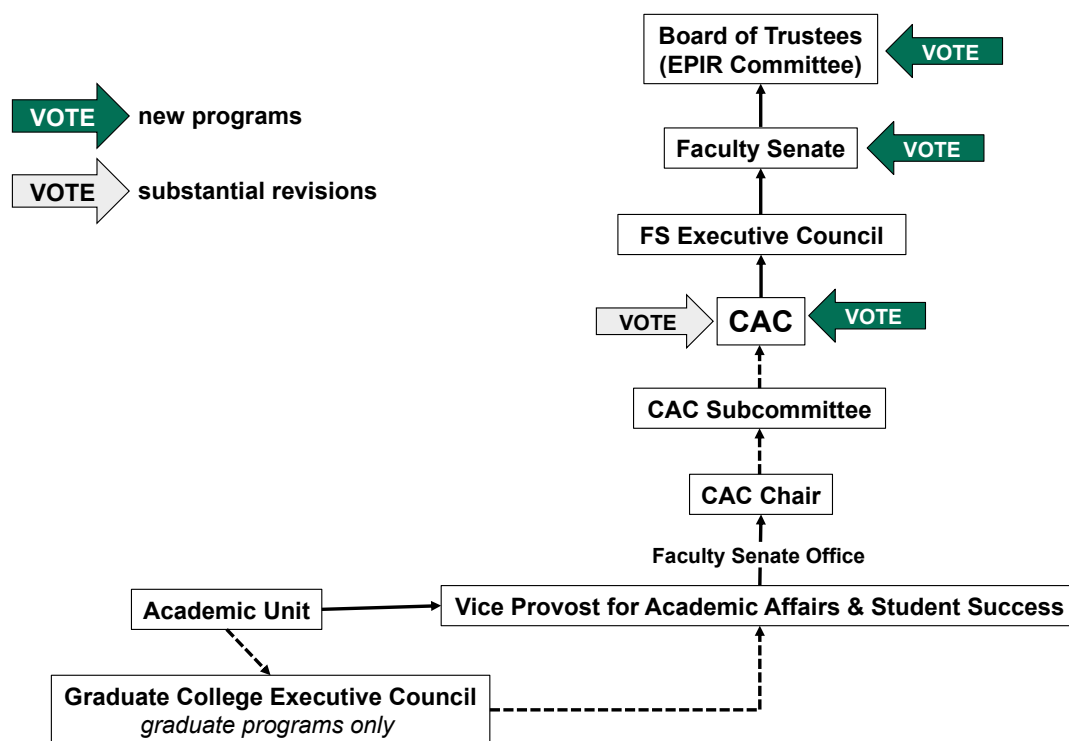 Board of Trustees
(EPIR Committee)
VOTE
VOTE new programs
Faculty Senate
VOTE
VOTE substantial revisions
FS Executive Council
VOTE
CAC
VOTE
CAC Subcommittee
CAC Chair
Faculty Senate Office
Academic Unit
Vice Provost for Academic Affairs & Student Success
Graduate College Executive Council
graduate programs only